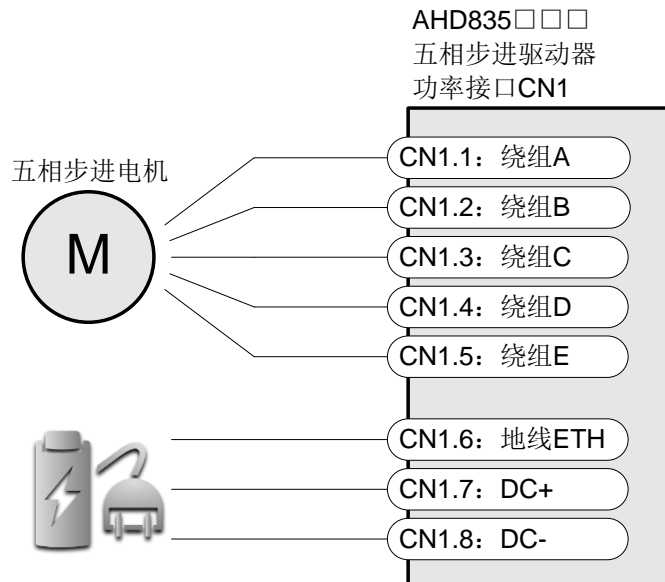 AHD835□□□
五相步进驱动器
功率接口CN1
五相步进电机
M
CN1.1：绕组A
CN1.2：绕组B
CN1.3：绕组C
CN1.4：绕组D
CN1.5：绕组E
CN1.6：地线ETH
CN1.7：DC+
CN1.8：DC-